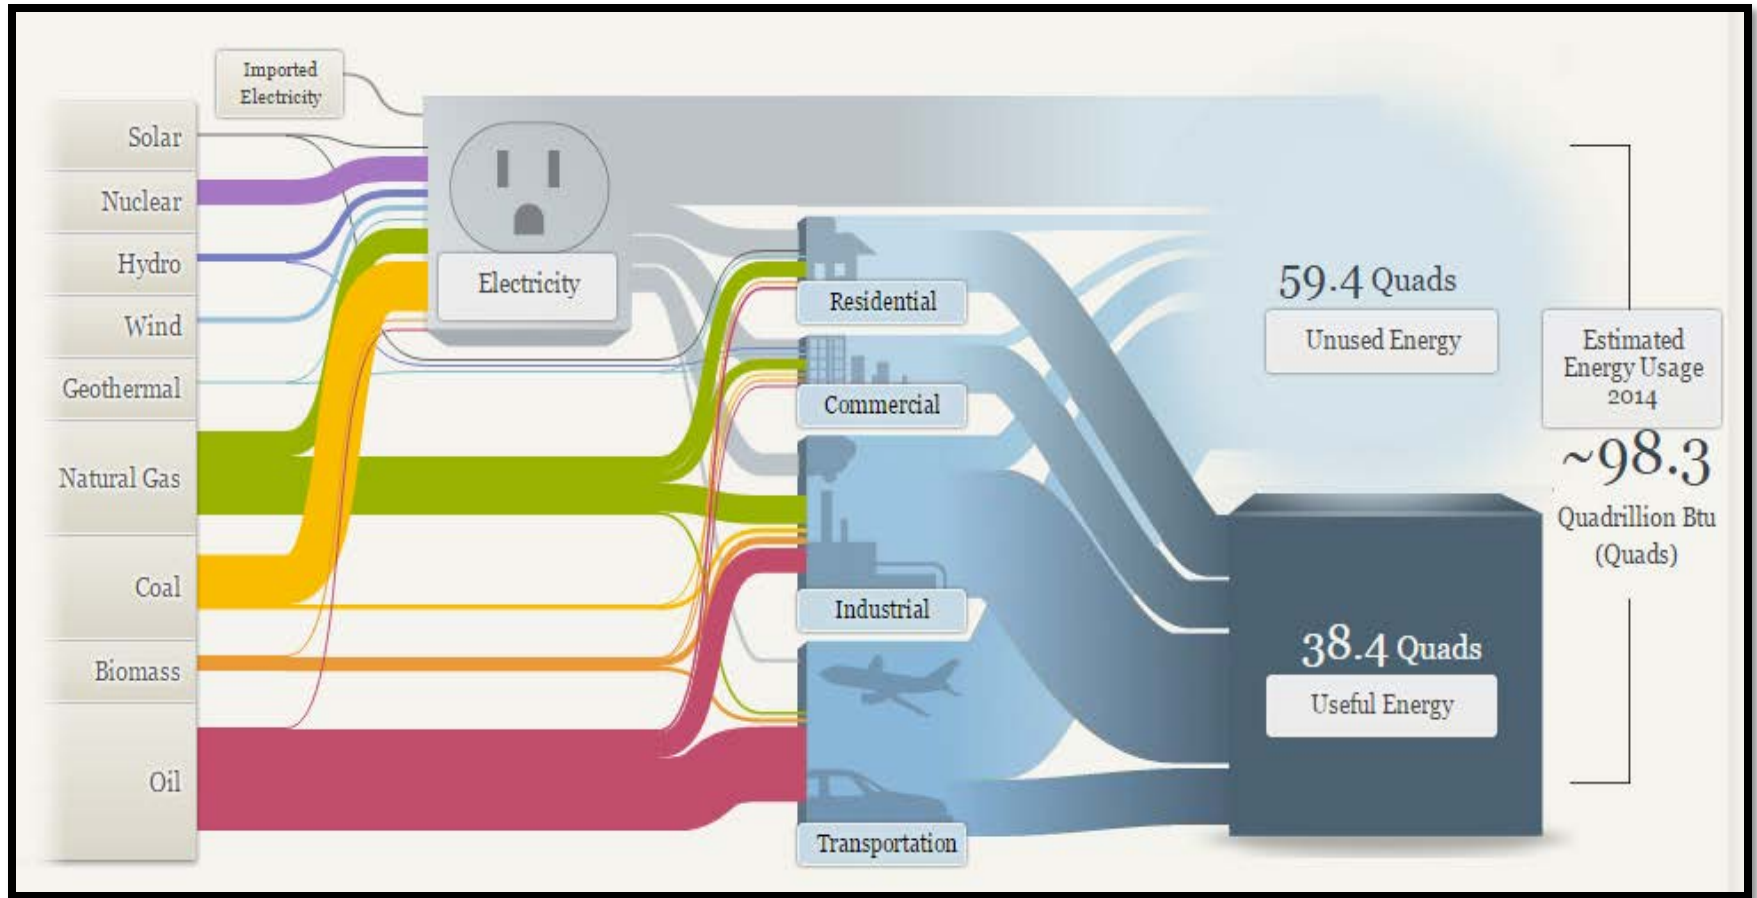 Imported
Electricity
Solar
Nuclear
Hydro
Wind
Geothermal
Natural Gas
Coal
Biomass
Oil
Electricity
Residential
Commercial
Industrial
Transportation
59.4 Quads
Unused Energy
38.4 Quads
Useful Energy
Estimated
Energy Usage
2014
~98.3
Quadrillion Btu
(Quads)